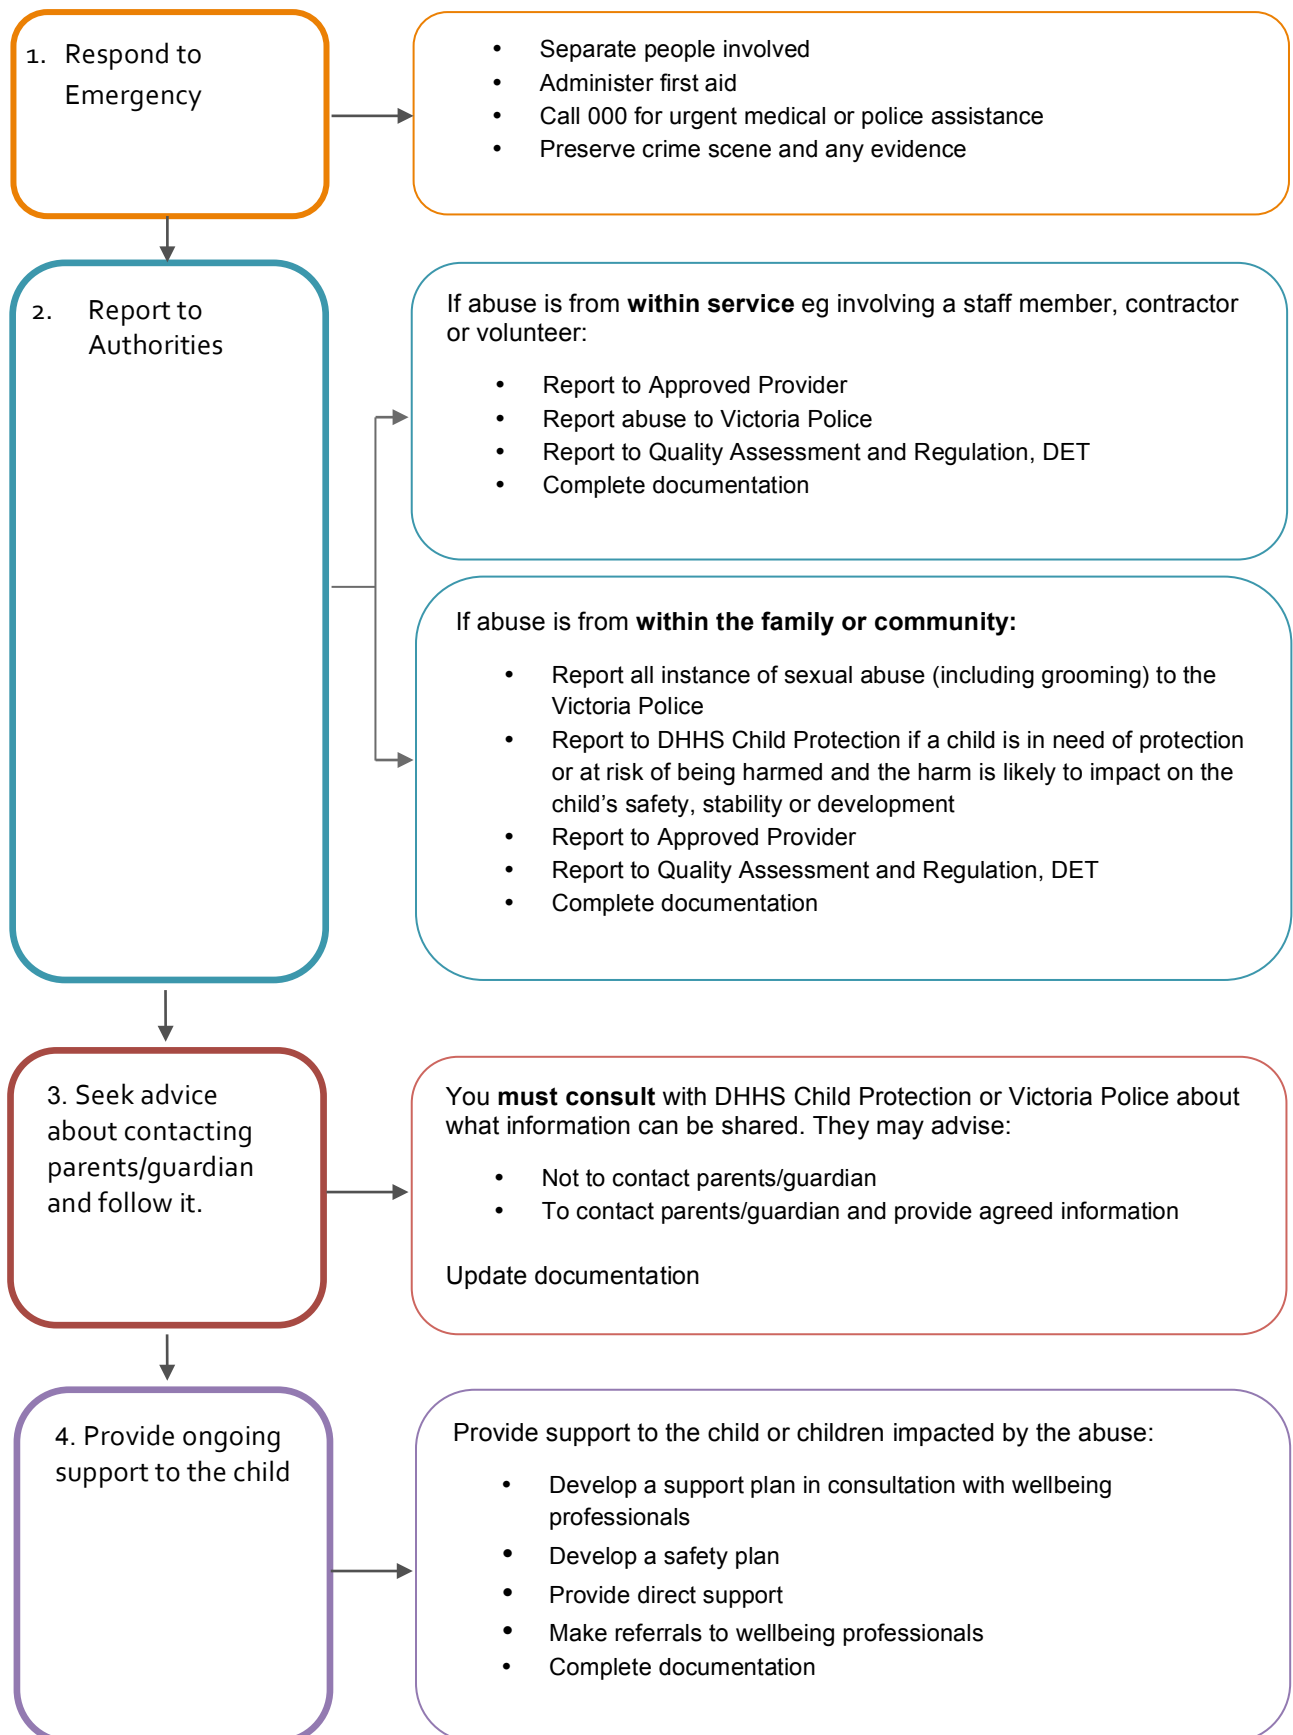 1. Respond to
Emergency
• Separate people involved
• Administer first aid
• Call 000 for urgent medical or police assistance
• Preserve crime scene and any evidence
2. Report to
Authorities
If abuse is from within service eg involving a staff member, contractor
or volunteer:
• Report to Approved Provider
• Report abuse to Victoria Police
• Report to Quality Assessment and Regulation, DET
• Complete documentation
If abuse is from within the family or community:
• Report all instance of sexual abuse (including grooming) to the
Victoria Police
• Report to DHHS Child Protection if a child is in need of protection
or at risk of being harmed and the harm is likely to impact on the
child’s safety, stability or development
• Report to Approved Provider
• Report to Quality Assessment and Regulation, DET
• Complete documentation
3. Seek advice
about contacting
parents/guardian
and follow it.
You must consult with DHHS Child Protection or Victoria Police about
what information can be shared. They may advise:
• Not to contact parents/guardian
• To contact parents/guardian and provide agreed information
Update documentation
4. Provide ongoing
support to the child
Provide support to the child or children impacted by the abuse:
• Develop a support plan in consultation with wellbeing
professionals
• Develop a safety plan
• Provide direct support
• Make referrals to wellbeing professionals
• Complete documentation